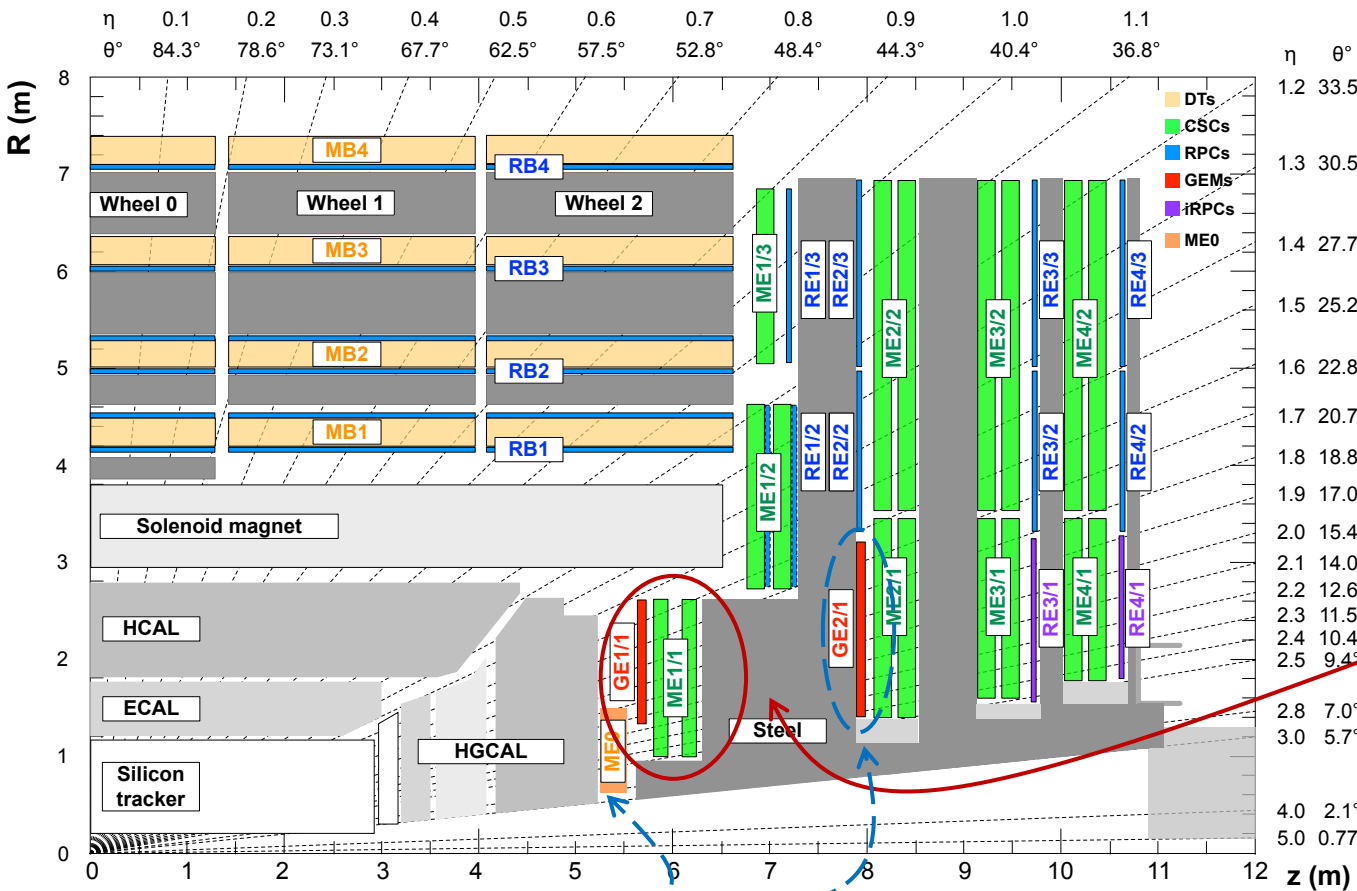 η 0.1 0.2 0.3 0.4 0.5 0.6 0.7 0.8 0.9 1.0 1.1
θ° 84.3° 78.6° 73.1° 67.7° 62.5° 57.5° 52.8° 48.4° 44.3° 40.4° 36.8° η θ°
R (m)
8
7
6
5
4
3
2
1
0
1.2 33.5
1.3 30.5
1.4 27.7
1.5 25.2
1.6 22.8
1.7 20.7
1.8 18.8
1.9 17.0
2.0 15.4
2.1 14.0
2.2 12.6
2.3 11.5
2.4 10.4
2.5 9.4°
2.8 7.0°
3.0 5.7°
4.0 2.1°
5.0 0.77
DTs
CSCs
RPCs
GEMs
iRPCs
ME0
MB4
RB4
Wheel 0
Wheel 1
Wheel 2
MB3
RB3
MB2
RB2
MB1
RB1
Solenoid magnet
HCAL
ECAL
Silicon
tracker
HGCAL
Steel
ME0
GE1/1
ME1/1
ME1/2
ME1/3
RE1/3
RE2/3
RE1/2
RE2/2
GE2/1
ME2/2
ME2/1
ME3/2
ME3/1
RE3/3
RE3/2
RE3/1
ME4/2
ME4/1
RE4/3
RE4/2
RE4/1
0 1 2 3 4 5 6 7 8 9 10 11 12
z (m)